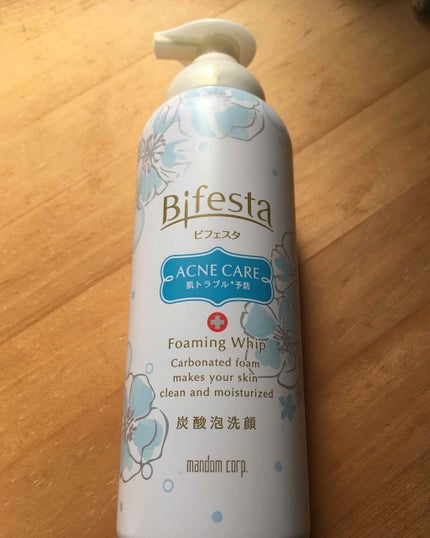 Bifesta
ビフェスタ
ACNE CARE
肌トラブル*予防
Foaming Whip
Carbonated foam
makes your skin
clean and moisturized
炭酸泡洗顔
mandom corp.